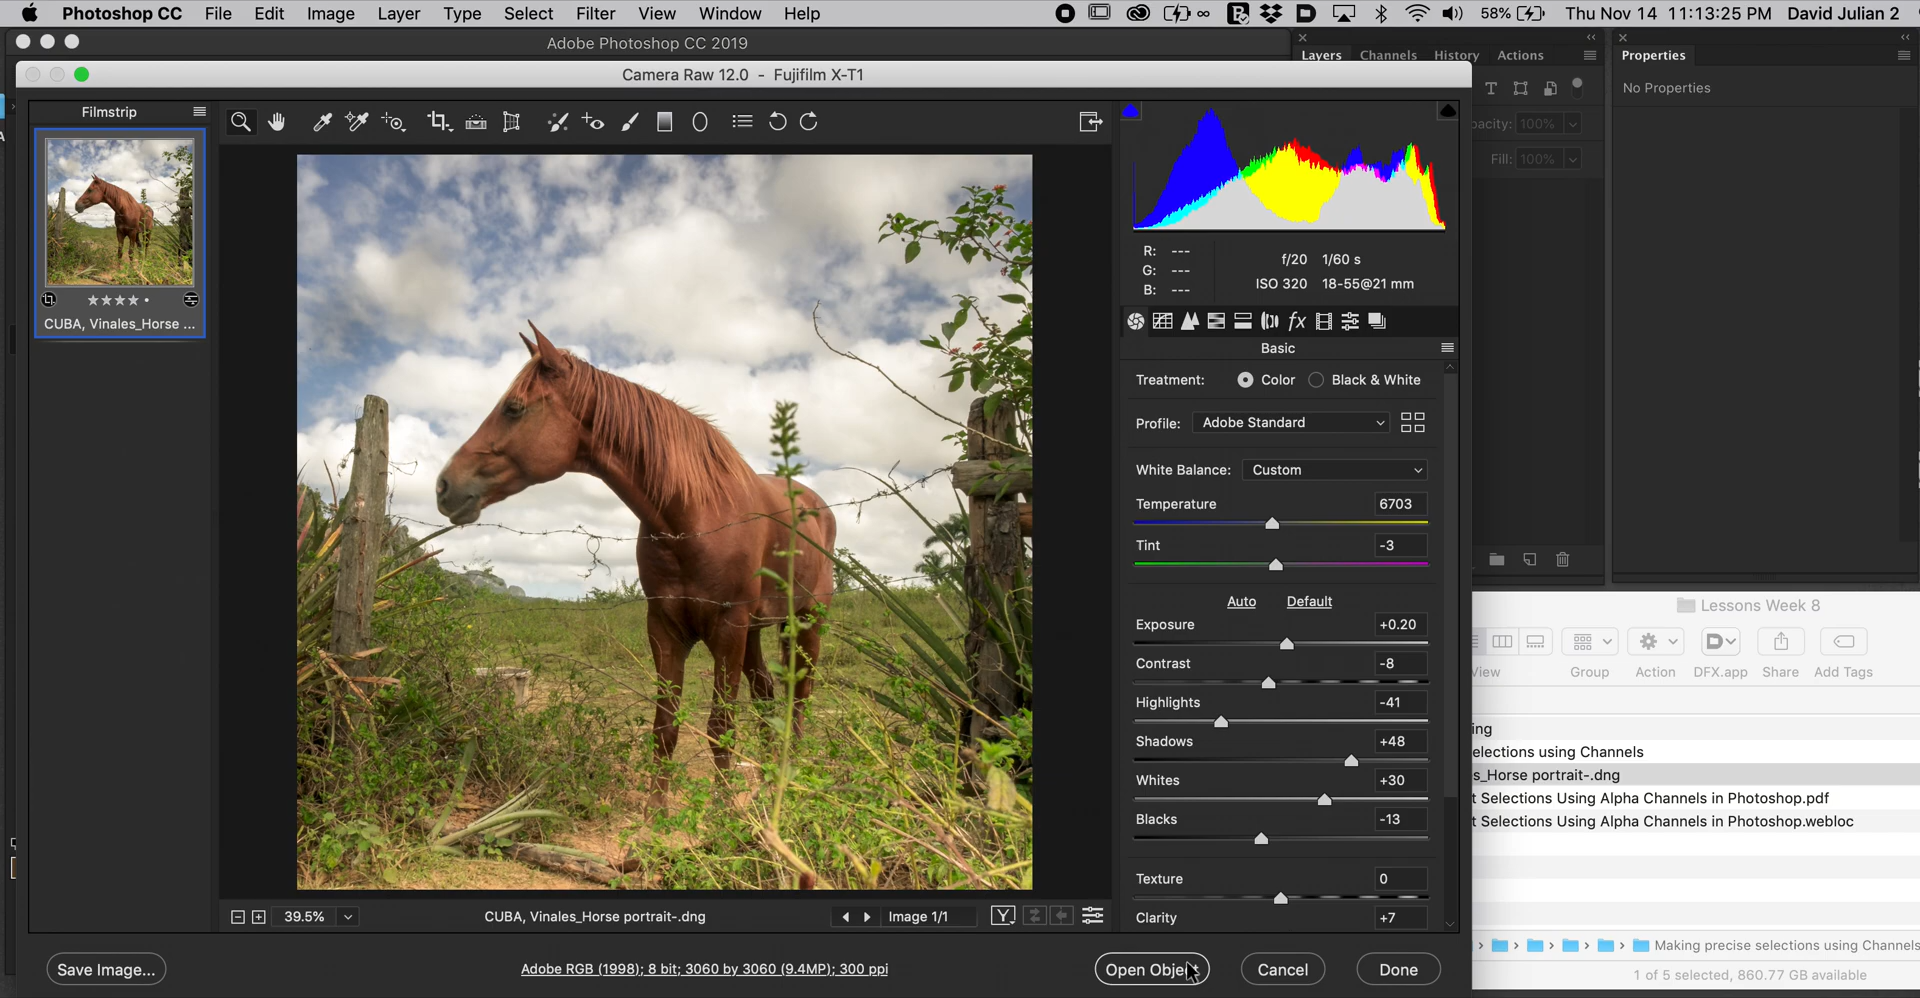 Photoshop CC File Edit Image Layer Type Select Filter View Window Help 58% Thu Nov 14 11:13:25 PM David Julian 2
Adobe Photoshop CC 2019
Camera Raw 12.0 - Fujifilm X-T1
Filmstrip
CUBA, Vinales_Horse ...
R: ---
G: ---
B: ---
f/20 1/60 s
ISO 320 18-55@21 mm
fx
Basic
Treatment: Color Black & White
Profile: Adobe Standard
White Balance: Custom
Temperature 6703
Tint -3
Auto Default
Exposure +0.20
Contrast -8
Highlights -41
Shadows +48
Whites +30
Blacks -13
Texture 0
Clarity +7
39.5% CUBA, Vinales_Horse portrait-.dng Image 1/1 Y
Save Image... Adobe RGB (1998); 8 bit; 3060 by 3060 (9.4MP); 300 ppi Open Object Cancel Done
Layers Channels History Actions
T
pacity: 100%
Fill: 100%
Properties
No Properties
Lessons Week 8
View Group Action DFX.app Share Add Tags
ing
elections using Channels
s_Horse portrait-.dng
t Selections Using Alpha Channels in Photoshop.pdf
t Selections Using Alpha Channels in Photoshop.webloc
Making precise selections using Channels
1 of 5 selected, 860.77 GB available